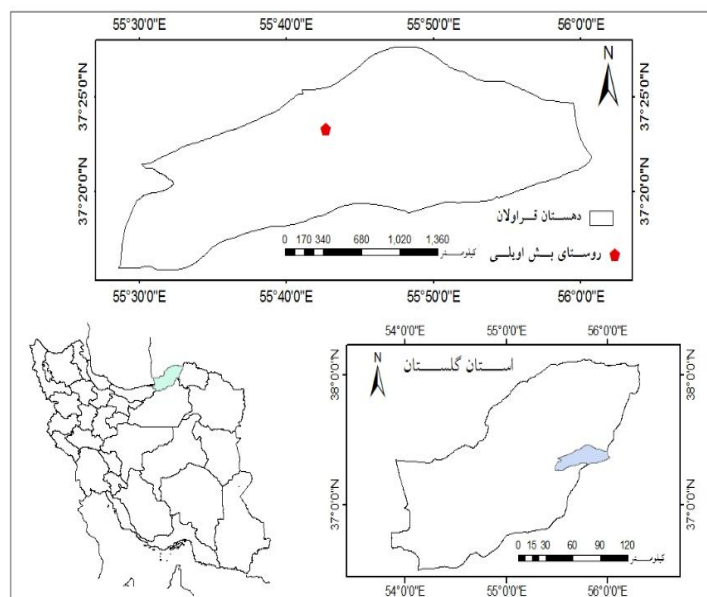 55°30'0"E 55°40'0"E 55°50'0"E 56°0'0"E
N
37°25'0"N 37°25'0"N
37°20'0"N 37°20'0"N
دهستان قراولان
0 170 340 680 1,020 1,360 کیلومتر
روستای بش اویلی
55°30'0"E 55°40'0"E 55°50'0"E 56°0'0"E
54°0'0"E 55°0'0"E 56°0'0"E
N
استان گلستان
38°0'0"N 38°0'0"N
37°0'0"N 37°0'0"N
0 15 30 60 90 120 کیلومتر
54°0'0"E 55°0'0"E 56°0'0"E